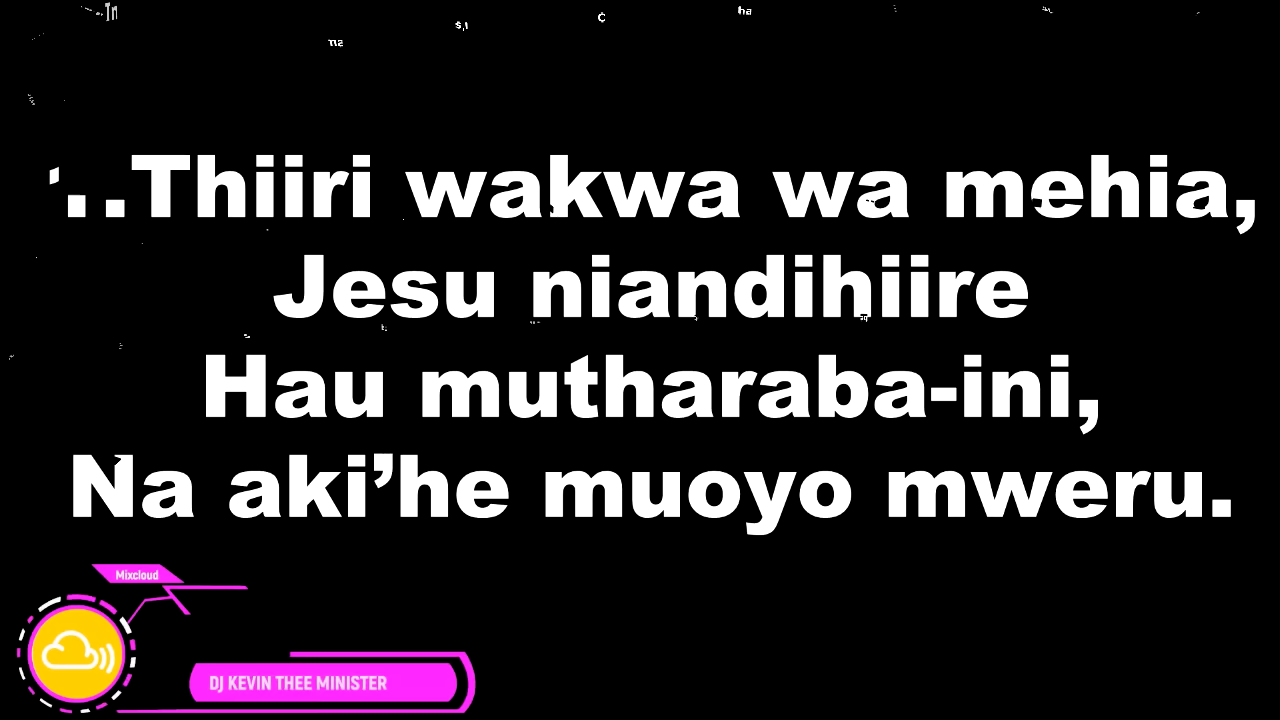 ..Thiiri wakwa wa mehia,
Jesu niandihiire
Hau mutharaba-ini,
Na aki’he muoyo mweru.
Mixcloud
DJ KEVIN THEE MINISTER